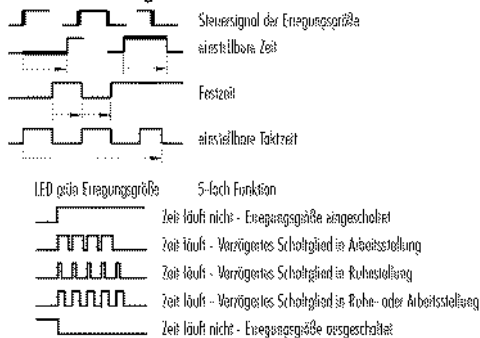 Steuersignal der Erregungsgröße
einstellbare Zeit
Festzeit
einstellbare Taktzeit
LED grün Erregungsgröße 5-fach Funktion
Zeit läuft nicht - Erregungsgröße eingeschaltet
Zeit läuft - Verzögertes Schaltglied in Arbeitsstellung
Zeit läuft - Verzögertes Schaltglied in Ruhestellung
Zeit läuft - Verzögertes Schaltglied in Ruhe- oder Arbeitsstellung
Zeit läuft nicht - Erregungsgröße ausgeschaltet